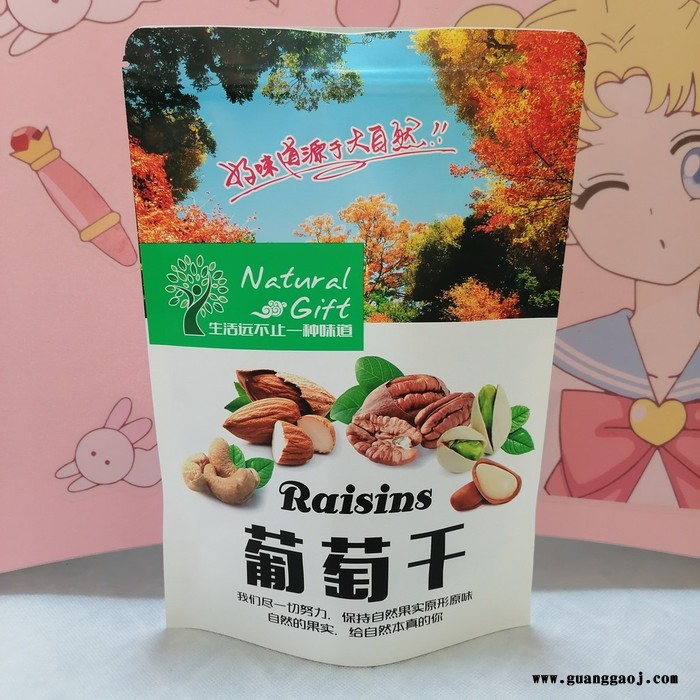 好味道源于大自然!!
Natural
Gift
生活远不止一种味道
Raisins
葡萄干
我们尽一切努力，保持自然果实原形原味
自然的果实，给自然本真的你
www.guanggaoj.com